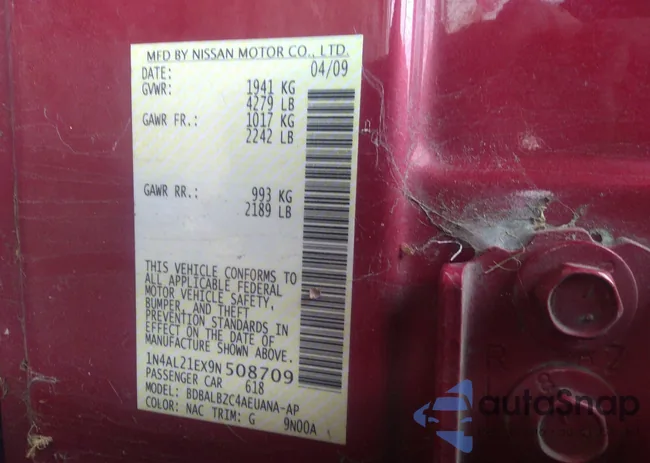 MFD BY NISSAN MOTOR CO., LTD.
DATE: 04/09
GVWR: 1941 KG
4279 LB
GAWR FR.: 1017 KG
2242 LB
GAWR RR.: 993 KG
2189 LB
THIS VEHICLE CONFORMS TO
ALL APPLICABLE FEDERAL
MOTOR VEHICLE SAFETY,
BUMPER, AND THEFT
PREVENTION STANDARDS IN
EFFECT ON THE DATE OF
MANUFACTURE SHOWN ABOVE.
1N4AL21EX9N508709
PASSENGER CAR 618
MODEL: BDBALBZC4AEUANA-AP
COLOR: NAC TRIM: G 9N00A
autoSnap